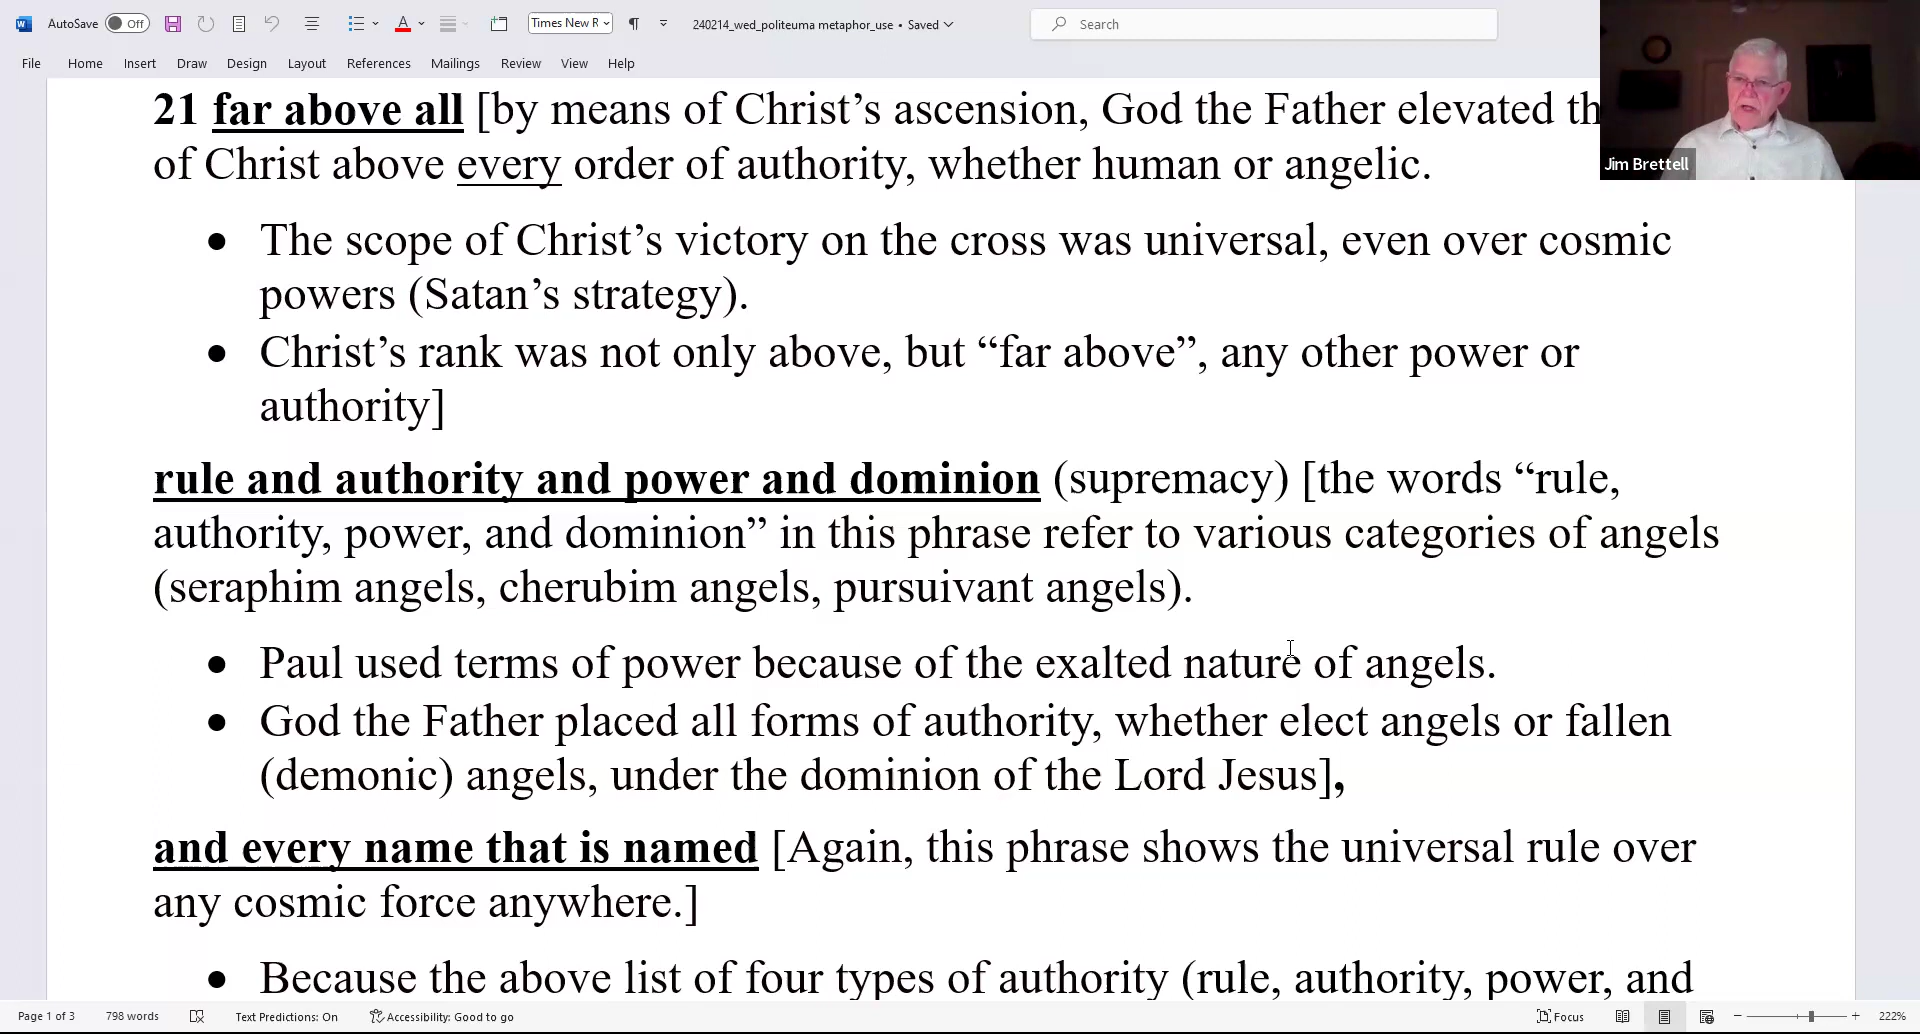 AutoSave Off Times New R 240214_wed_politeuma metaphor_use • Saved Search
File Home Insert Draw Design Layout References Mailings Review View Help
21 far above all [by means of Christ’s ascension, God the Father elevated
of Christ above every order of authority, whether human or angelic.
Jim Brettell
● The scope of Christ’s victory on the cross was universal, even over cosmic
powers (Satan’s strategy).
● Christ’s rank was not only above, but “far above”, any other power or
authority]
rule and authority and power and dominion (supremacy) [the words “rule,
authority, power, and dominion” in this phrase refer to various categories of angels
(seraphim angels, cherubim angels, pursuivant angels).
● Paul used terms of power because of the exalted nature of angels.
● God the Father placed all forms of authority, whether elect angels or fallen
(demonic) angels, under the dominion of the Lord Jesus],
and every name that is named [Again, this phrase shows the universal rule over
any cosmic force anywhere.]
● Because the above list of four types of authority (rule, authority, power, and
Page 1 of 3 798 words Text Predictions: On Accessibility: Good to go Focus 222%